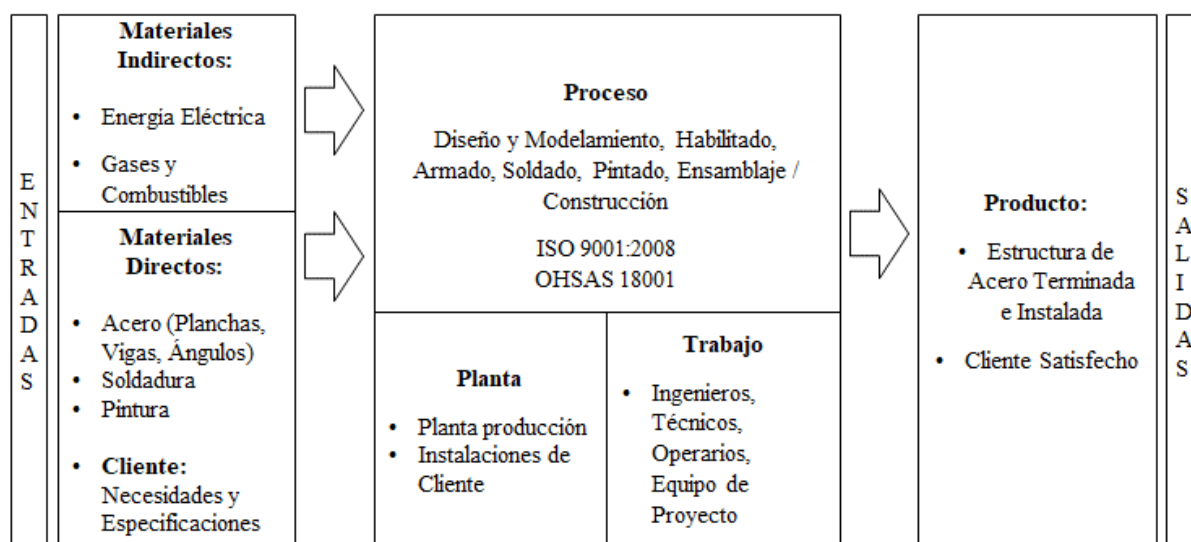 ENTRADAS
Materiales
Indirectos:
• Energía Eléctrica
• Gases y
Combustibles
Materiales
Directos:
• Acero (Planchas,
Vigas, Ángulos)
• Soldadura
• Pintura
• Cliente:
Necesidades y
Especificaciones
Proceso
Diseño y Modelamiento, Habilitado,
Armado, Soldado, Pintado, Ensamblaje /
Construcción
ISO 9001:2008
OHSAS 18001
Planta
• Planta producción
• Instalaciones de
Cliente
Trabajo
• Ingenieros,
Técnicos,
Operarios,
Equipo de
Proyecto
Producto:
• Estructura de
Acero Terminada
e Instalada
• Cliente Satisfecho
SALIDAS